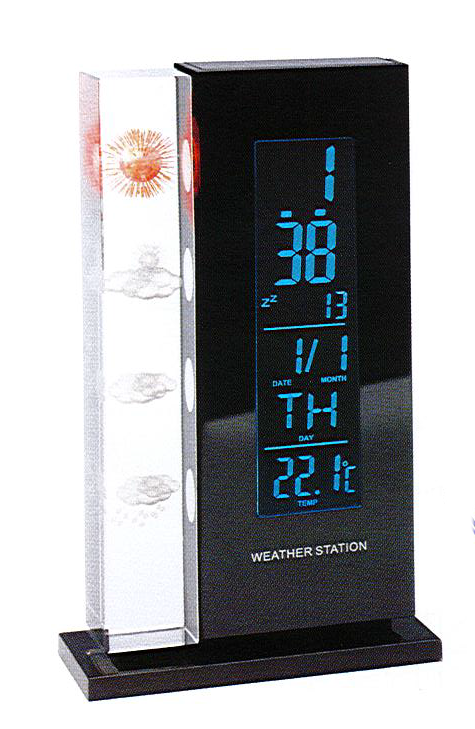 1
38
zz 13
1/1
DATE MONTH
TH
DAY
22.1℃
TEMP
WEATHER STATION